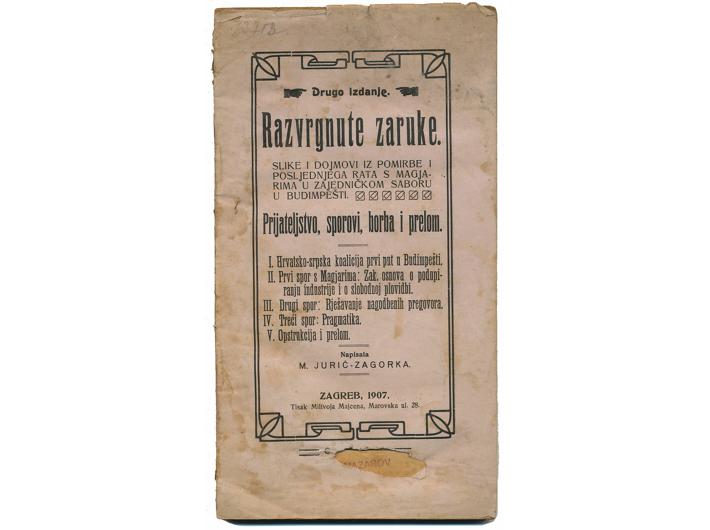 Drugo izdanje.
Razvrgnute zaruke.
SLIKE I DOJMOVI IZ POMIRBE I
POSLJEDNJEGA RATA S MAGJA-
RIMA U ZAJEDNIČKOM SABORU
U BUDIMPEŠTI.
Prijateljstvo, sporovi, borba i prelom.
I. Hrvatsko-srpska koalicija prvi put u Budimpešti.
II. Prvi spor s Magjarima: Zak. osnova o podupi-
ranju industrije i o slobodnoj plovidbi.
III. Drugi spor: Rješavanje nagodbenih pregovora.
IV. Treći spor: Pragmatika.
V. Opstrukcija i prelom.
Napisala
M. JURIĆ-ZAGORKA.
ZAGREB, 1907.
Tisak Milivoja Majcena, Marovska ul. 28.